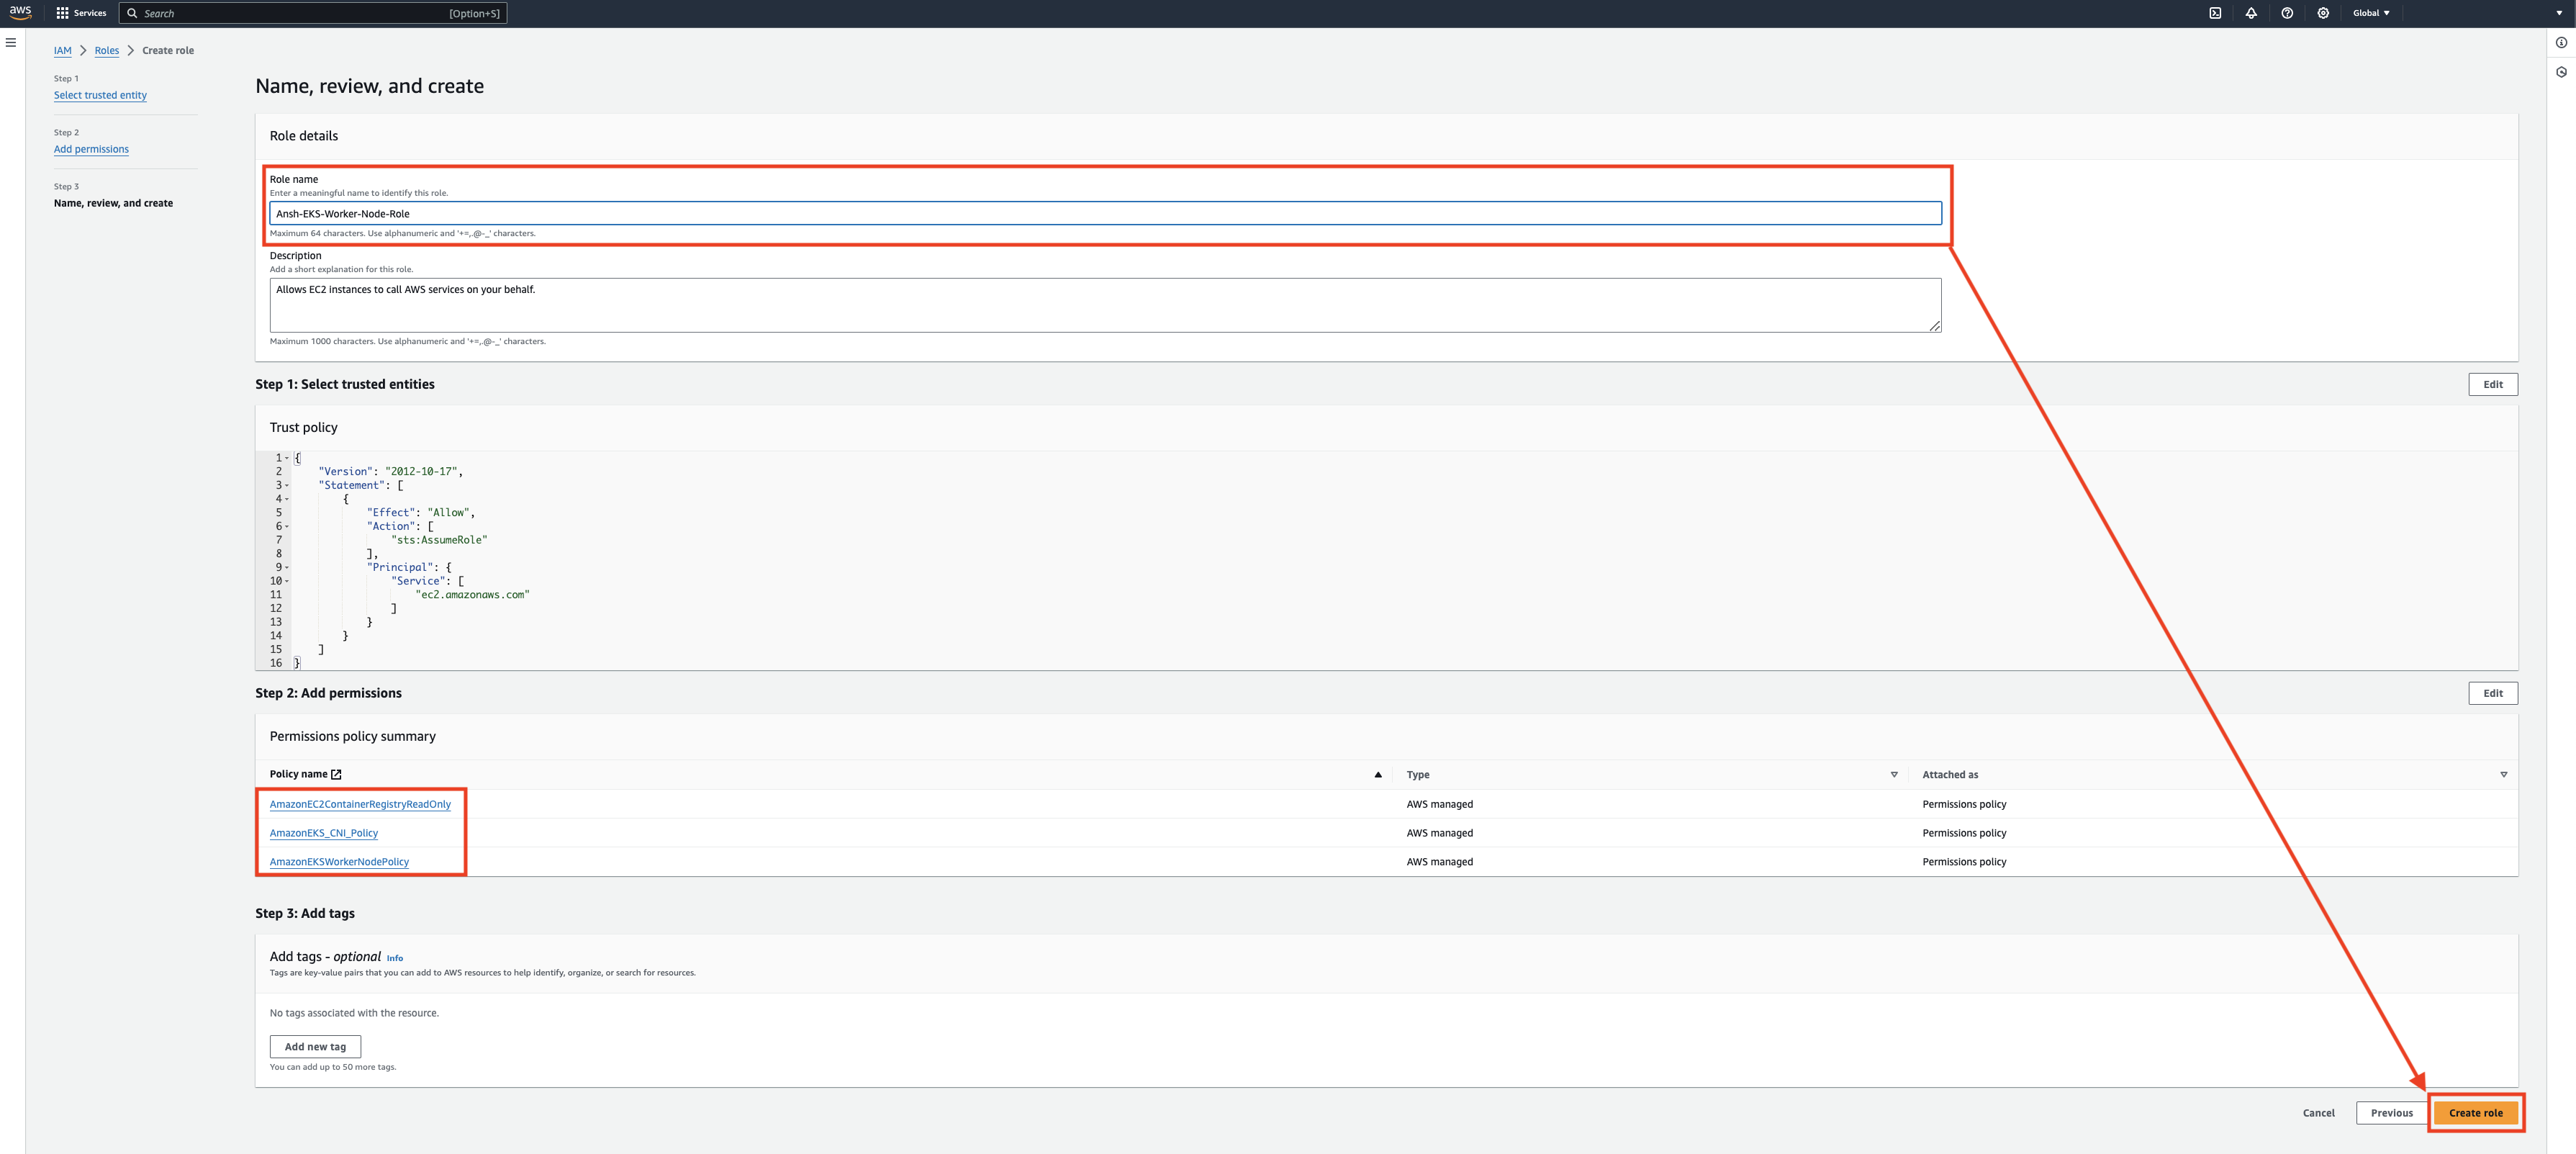 aws
Services
Search
[Option+S]
Global
IAM
Roles
Create role
Step 1
Select trusted entity
Step 2
Add permissions
Step 3
Name, review, and create
Name, review, and create
Role details
Role name
Enter a meaningful name to identify this role.
Ansh-EKS-Worker-Node-Role
Maximum 64 characters. Use alphanumeric and '+=,.@-_' characters.
Description
Add a short explanation for this role.
Allows EC2 instances to call AWS services on your behalf.
Maximum 1000 characters. Use alphanumeric and '+=,.@-_' characters.
Step 1: Select trusted entities
Edit
Trust policy
1 {
2 "Version": "2012-10-17",
3 "Statement": [
4 {
5 "Effect": "Allow",
6 "Action": [
7 "sts:AssumeRole"
8 ],
9 "Principal": {
10 "Service": [
11 "ec2.amazonaws.com"
12 ]
13 }
14 }
15 ]
16 }
Step 2: Add permissions
Edit
Permissions policy summary
Policy name
Type
Attached as
AmazonEC2ContainerRegistryReadOnly
AWS managed
Permissions policy
AmazonEKS_CNI_Policy
AWS managed
Permissions policy
AmazonEKSWorkerNodePolicy
AWS managed
Permissions policy
Step 3: Add tags
Add tags - optional Info
Tags are key-value pairs that you can add to AWS resources to help identify, organize, or search for resources.
No tags associated with the resource.
Add new tag
You can add up to 50 more tags.
Cancel
Previous
Create role